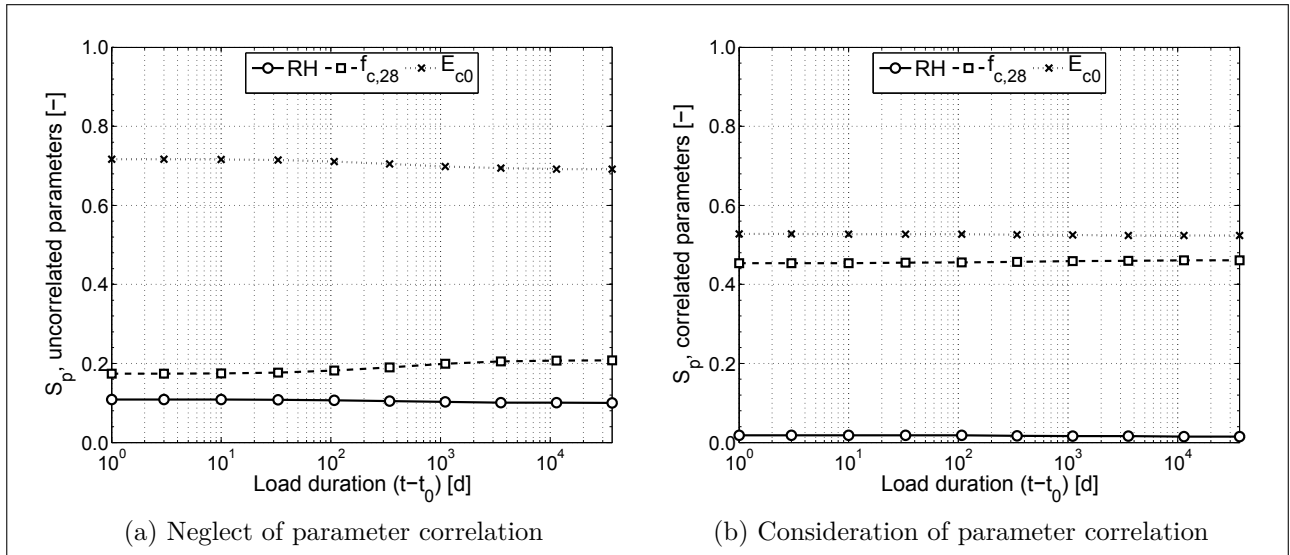 1.0
0.8
0.6
0.4
0.2
0.0
S_p, uncorrelated parameters [−]
RH f_c,28 E_c0
10^0 10^1 10^2 10^3 10^4
Load duration (t−t_0) [d]
(a) Neglect of parameter correlation
1.0
0.8
0.6
0.4
0.2
0.0
S_p, correlated parameters [−]
RH f_c,28 E_c0
10^0 10^1 10^2 10^3 10^4
Load duration (t−t_0) [d]
(b) Consideration of parameter correlation